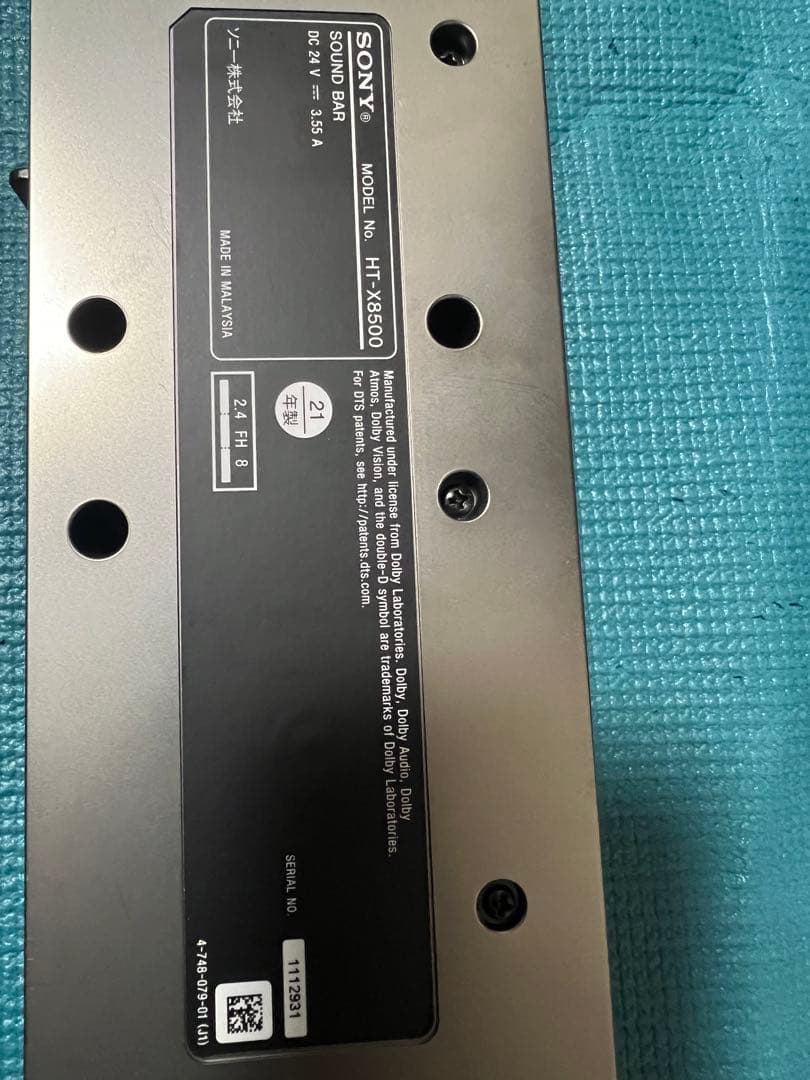 SONY®
SOUND BAR
MODEL No. HT-X8500
DC 24 V ⎓ 3.55 A
ソニー株式会社
MADE IN MALAYSIA
Manufactured under license from Dolby Laboratories. Dolby, Dolby Audio, Dolby
Atmos, Dolby Vision, and the double-D symbol are trademarks of Dolby Laboratories.
For DTS patents, see http://patents.dts.com.
21
年製
2.4 FH 8
SERIAL NO.
1112931
4-748-079-01 (J1)